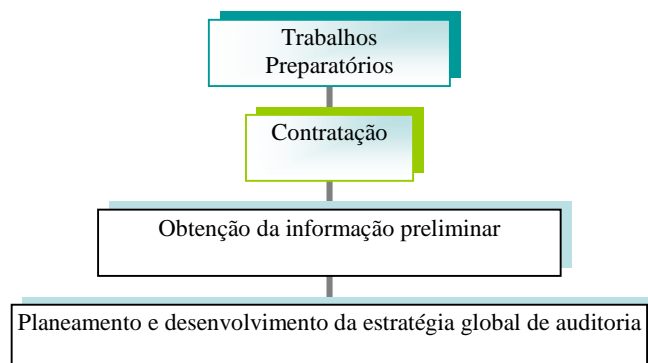 Trabalhos
Preparatórios
Contratação
Obtenção da informação preliminar
Planeamento e desenvolvimento da estratégia global de auditoria